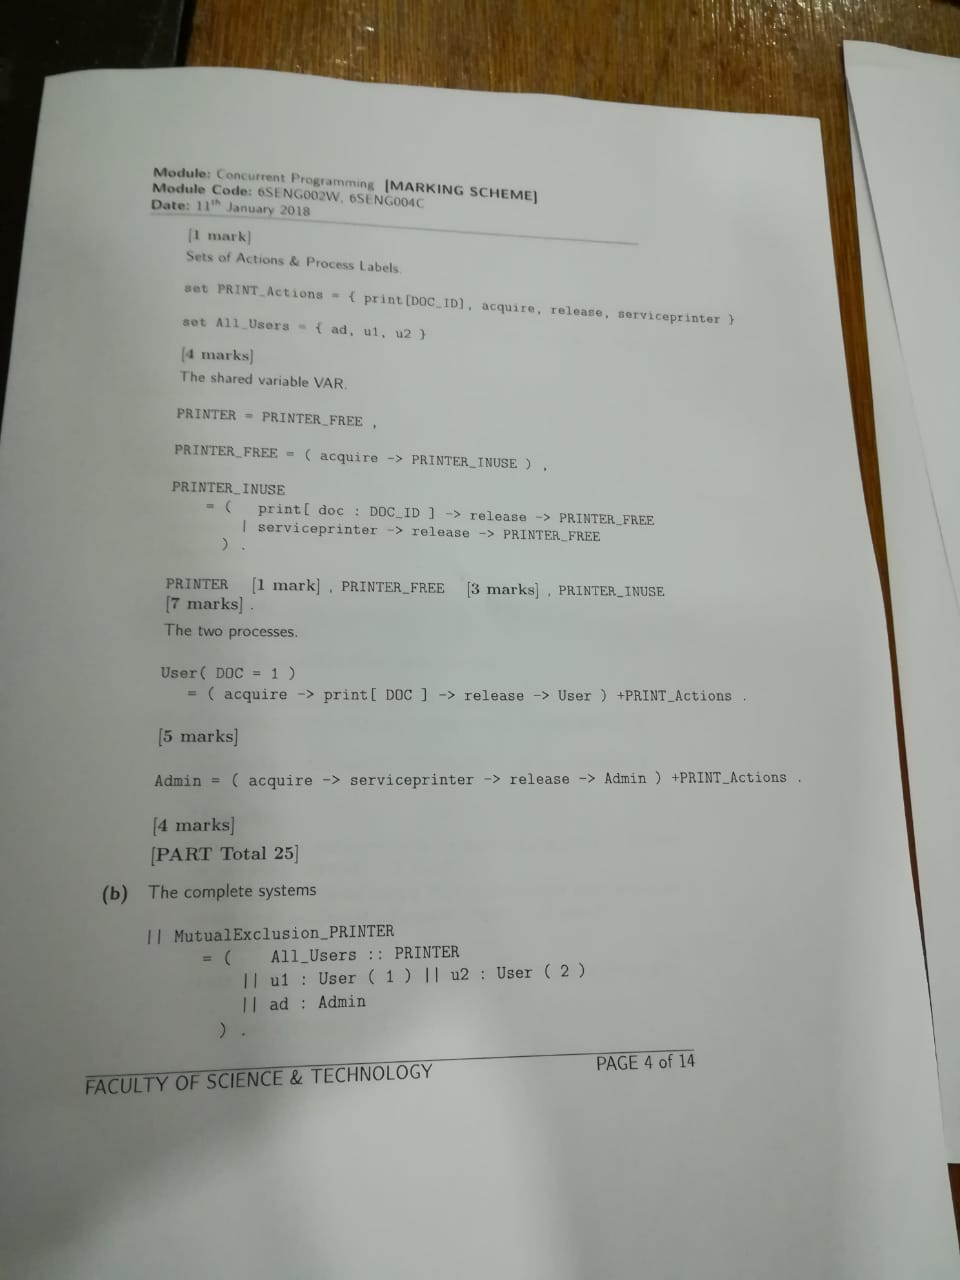 Module: Concurrent Programming [MARKING SCHEME]
Module Code: 6SENG002W, 6SENG004C
Date: 11th January 2018
[1 mark]
Sets of Actions & Process Labels.
set PRINT_Actions = { print[DOC_ID], acquire, release, serviceprinter }
set All_Users = { ad, u1, u2 }
[4 marks]
The shared variable VAR.
PRINTER = PRINTER_FREE ,
PRINTER_FREE = ( acquire -> PRINTER_INUSE ) ,
PRINTER_INUSE
= ( print[ doc : DOC_ID ] -> release -> PRINTER_FREE
| serviceprinter -> release -> PRINTER_FREE
) .
PRINTER [1 mark] , PRINTER_FREE [3 marks] , PRINTER_INUSE
[7 marks] .
The two processes.
User( DOC = 1 )
= ( acquire -> print[ DOC ] -> release -> User ) +PRINT_Actions .
[5 marks]
Admin = ( acquire -> serviceprinter -> release -> Admin ) +PRINT_Actions .
[4 marks]
[PART Total 25]
(b) The complete systems
|| MutualExclusion_PRINTER
= ( All_Users :: PRINTER
|| u1 : User ( 1 ) || u2 : User ( 2 )
|| ad : Admin
) .
FACULTY OF SCIENCE & TECHNOLOGY PAGE 4 of 14